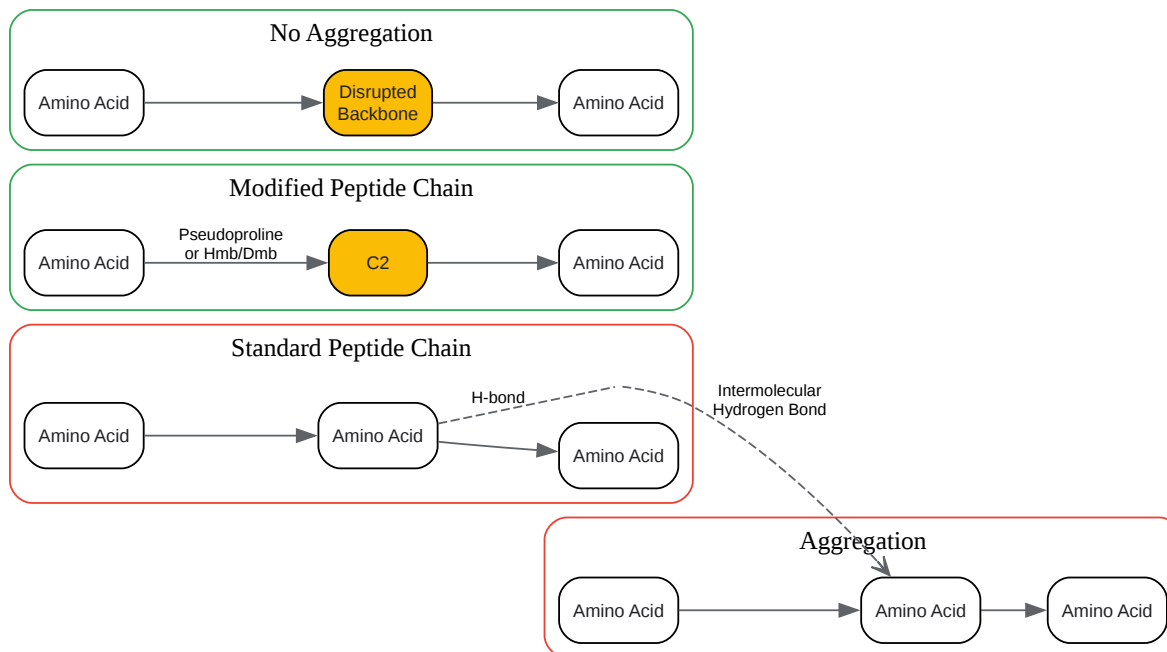 No Aggregation
Amino Acid
Disrupted
Backbone
Amino Acid
Modified Peptide Chain
Amino Acid
Pseudoproline
or Hmb/Dmb
C2
Amino Acid
Standard Peptide Chain
Amino Acid
Amino Acid
H-bond
Amino Acid
Intermolecular
Hydrogen Bond
Aggregation
Amino Acid
Amino Acid
Amino Acid